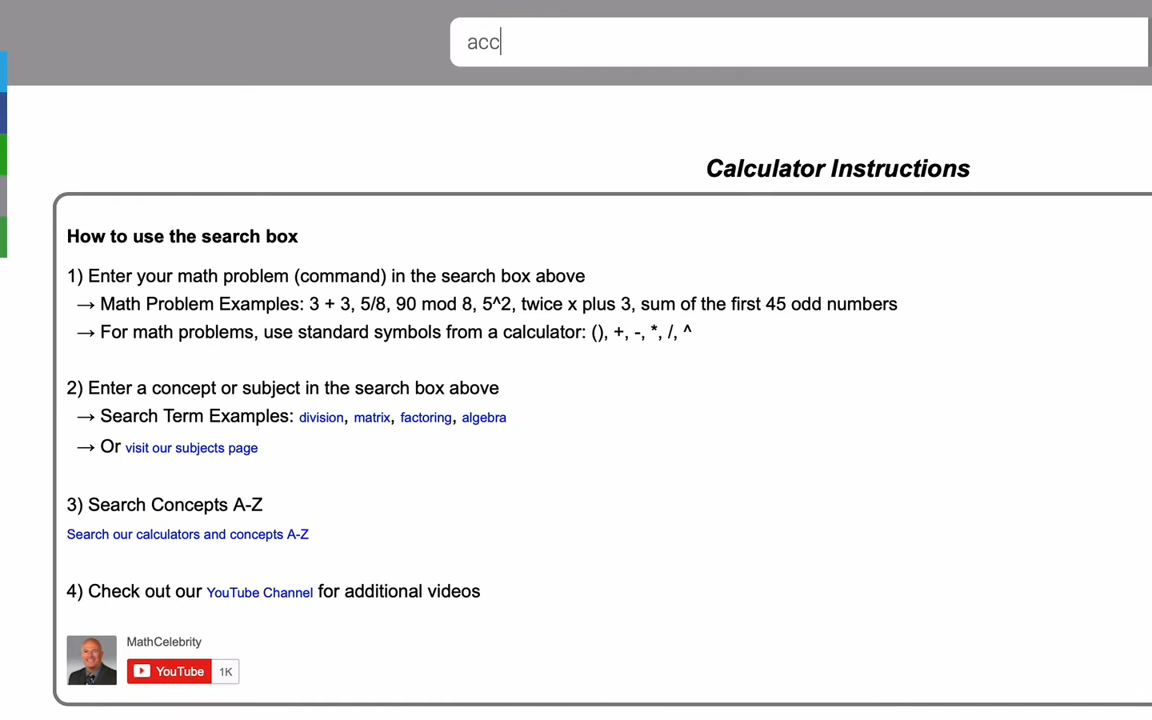 acc
Calculator Instructions
How to use the search box
1) Enter your math problem (command) in the search box above
→ Math Problem Examples: 3 + 3, 5/8, 90 mod 8, 5^2, twice x plus 3, sum of the first 45 odd numbers
→ For math problems, use standard symbols from a calculator: (), +, -, *, /, ^
2) Enter a concept or subject in the search box above
→ Search Term Examples: division, matrix, factoring, algebra
→ Or visit our subjects page
3) Search Concepts A-Z
Search our calculators and concepts A-Z
4) Check out our YouTube Channel for additional videos
MathCelebrity
YouTube 1K